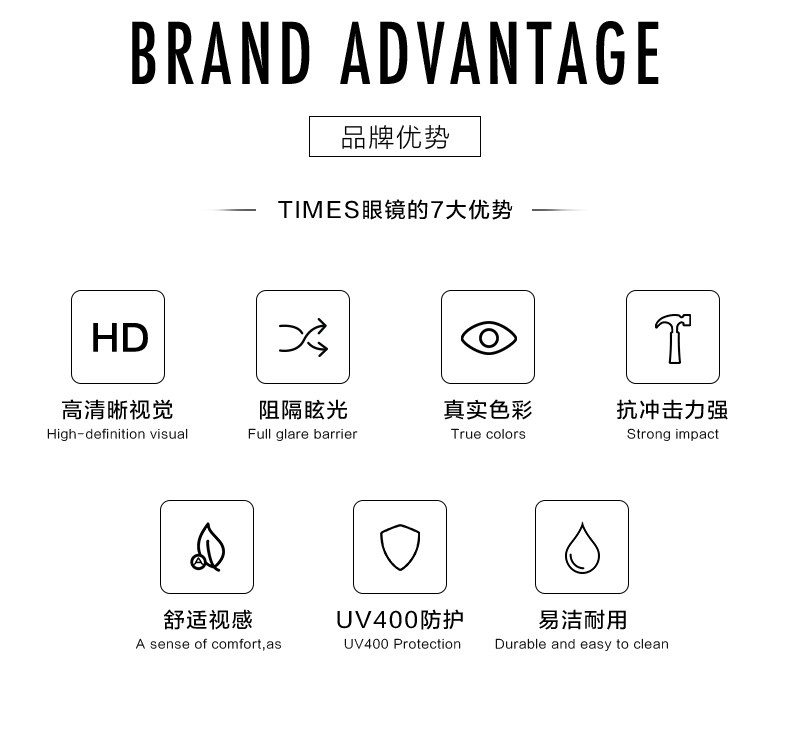 BRAND ADVANTAGE
品牌优势
TIMES眼镜的7大优势
HD
高清晰视觉 阻隔眩光 真实色彩 抗冲击力强
High-definition visual Full glare barrier True colors Strong impact
A
舒适视感 UV400防护 易洁耐用
A sense of comfort,as UV400 Protection Durable and easy to clean